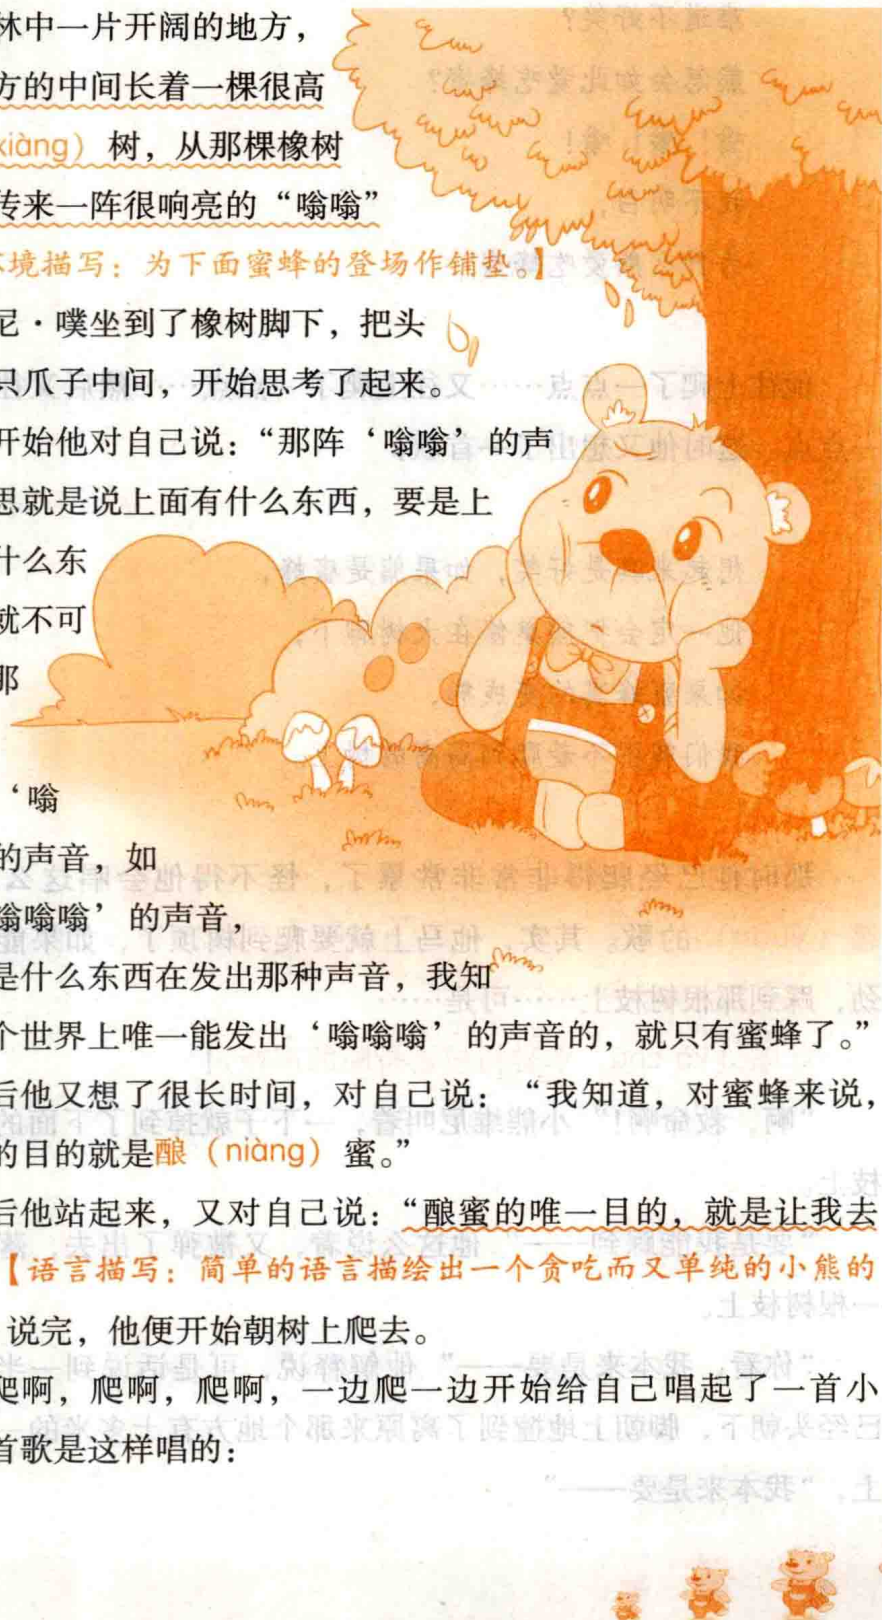 林中一片开阔的地方，
方的中间长着一棵很高
xiàng）树，从那棵橡树
传来一阵很响亮的“嗡嗡”
环境描写：为下面蜜蜂的登场作铺垫。】
尼·噗坐到了橡树脚下，把头
只爪子中间，开始思考了起来。
开始他对自己说：“那阵‘嗡嗡’的声
思就是说上面有什么东西，要是上
什么东
就不可
那
‘嗡
的声音，如
嗡嗡嗡’的声音，
是什么东西在发出那种声音，我知
个世界上唯一能发出‘嗡嗡嗡’的声音的，就只有蜜蜂了。”
后他又想了很长时间，对自己说：“我知道，对蜜蜂来说，
的目的就是酿（niàng）蜜。”
后他站起来，又对自己说：“酿蜜的唯一目的，就是让我去
【语言描写：简单的语言描绘出一个贪吃而又单纯的小熊的
说完，他便开始朝树上爬去。
爬啊，爬啊，爬啊，一边爬一边开始给自己唱起了一首小
首歌是这样唱的：